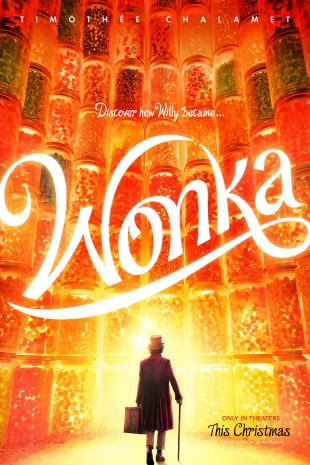 TIMOTHÉE CHALAMET
Discover how Willy became...
Wonka
ONLY IN THEATERS
This Christmas